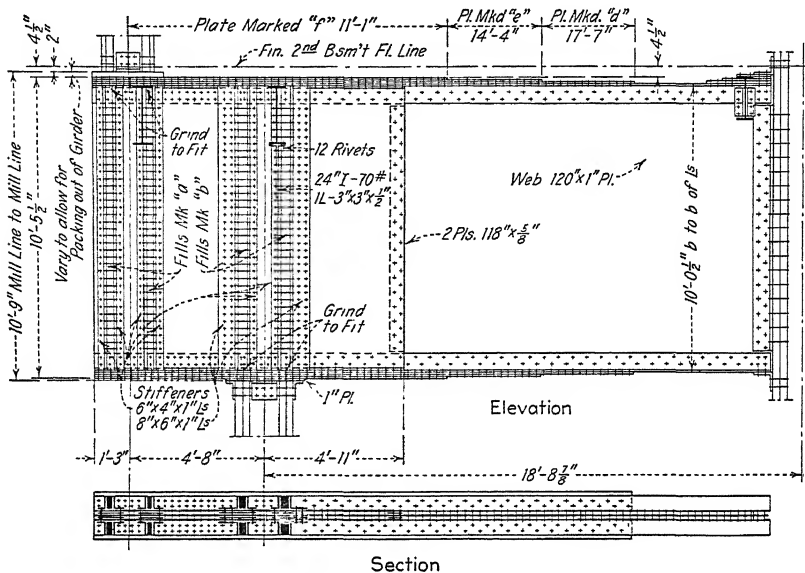 Plate Marked "f" 11'-1"
Pl. Mkd "e"
14'-4"
Pl. Mkd. "d"
17'-7"
4 1/2"
2"
4 1/2"
Fin. 2nd Bsm't Fl. Line
10'-9" Mill Line to Mill Line
10'-5 1/2"
Vary to allow for
Packing out of Girder
Grind
to Fit
Fills Mk "a"
Fills Mk "b"
12 Rivets
24" I-70#
1L-3"x3"x1/2"
2 Pls. 118"x5/8"
Web 120"x1" Pl.
10'-0 1/2" b to b of Ls
Grind
to Fit
Stiffeners
6"x4"x1" Ls
8"x6"x1" Ls
1" Pl.
Elevation
1'-3"
4'-8"
4'-11"
18'-8 7/8"
Section